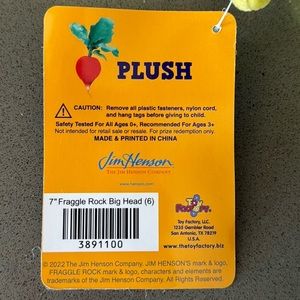 PLUSH
CAUTION: Remove all plastic fasteners, nylon cord,
and hang tags before giving to child.
Safety Tested For All Ages 0+, Recommended For Ages 3+
Not intended for retail sale or resale. For prize redemption only.
MADE & PRINTED IN CHINA
Jim Henson
THE JIM HENSON COMPANY
www.henson.com
7" Fraggle Rock Big Head (6)
3891100
Toy Factory
Toy Factory, LLC.
1235 Gembler Road
San Antonio, TX 78219
U.S.A.
www.thetoyfactory.biz
© 2022 The Jim Henson Company. JIM HENSON'S mark & logo,
FRAGGLE ROCK mark & logo, characters and elements are
trademarks of The Jim Henson Company. All Rights Reserved.